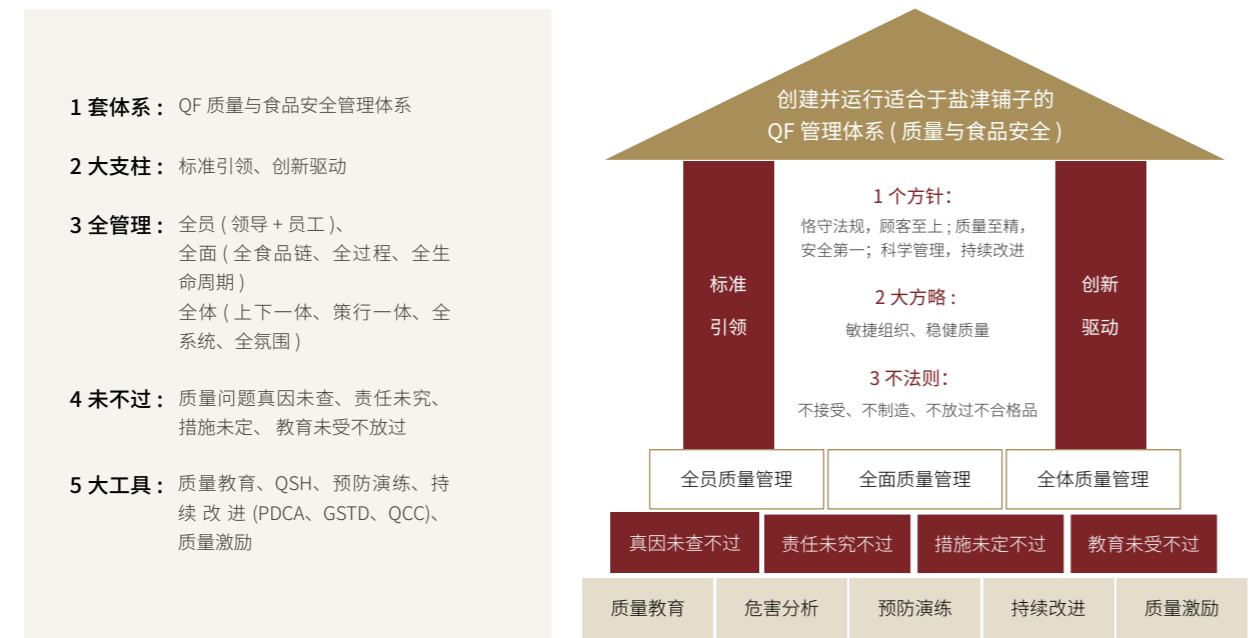 1 套体系 : QF 质量与食品安全管理体系
2 大支柱 : 标准引领、创新驱动
3 全管理 : 全员 ( 领导 + 员工 )、
全面 ( 全食品链、全过程、全生
命周期 )
全体 ( 上下一体、策行一体、全
系统、全氛围 )
4 未不过 : 质量问题真因未查、责任未究、
措施未定、 教育未受不放过
5 大工具 : 质量教育、QSH、预防演练、持
续 改 进 (PDCA、GSTD、QCC)、
质量激励
创建并运行适合于盐津铺子的
QF 管理体系 ( 质量与食品安全 )
标准
引领
1 个方针：
恪守法规，顾客至上 ; 质量至精，
安全第一；科学管理，持续改进
2 大方略 :
敏捷组织、稳健质量
3 不法则：
不接受、不制造、不放过不合格品
创新
驱动
全员质量管理 全面质量管理 全体质量管理
真因未查不过 责任未究不过 措施未定不过 教育未受不过
质量教育 危害分析 预防演练 持续改进 质量激励